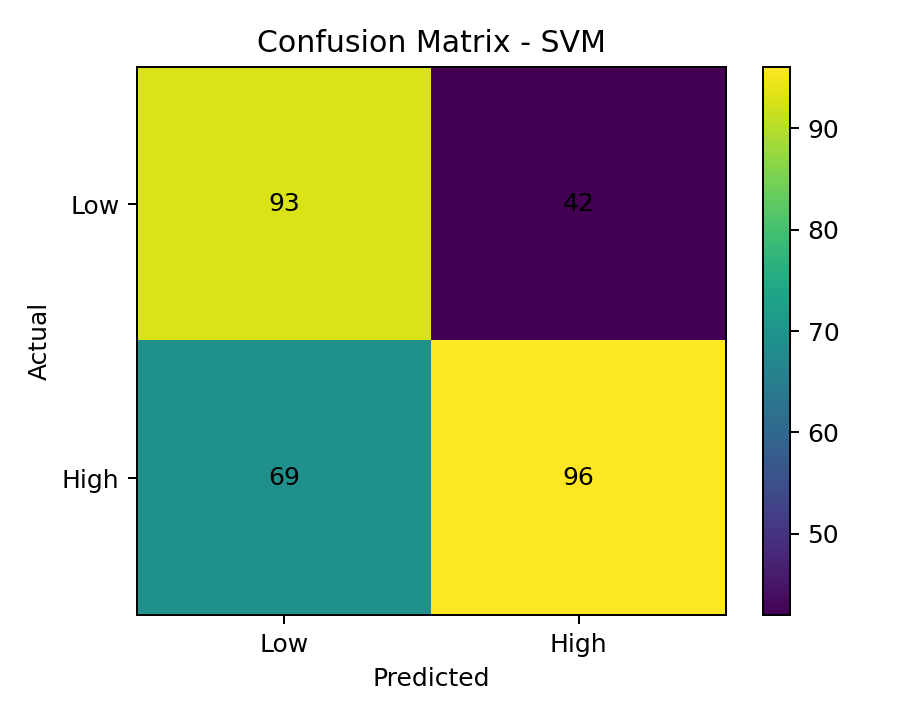 Confusion Matrix - SVM
90
80
70
60
50
Low
High
Actual
93
42
69
96
Low
High
Predicted